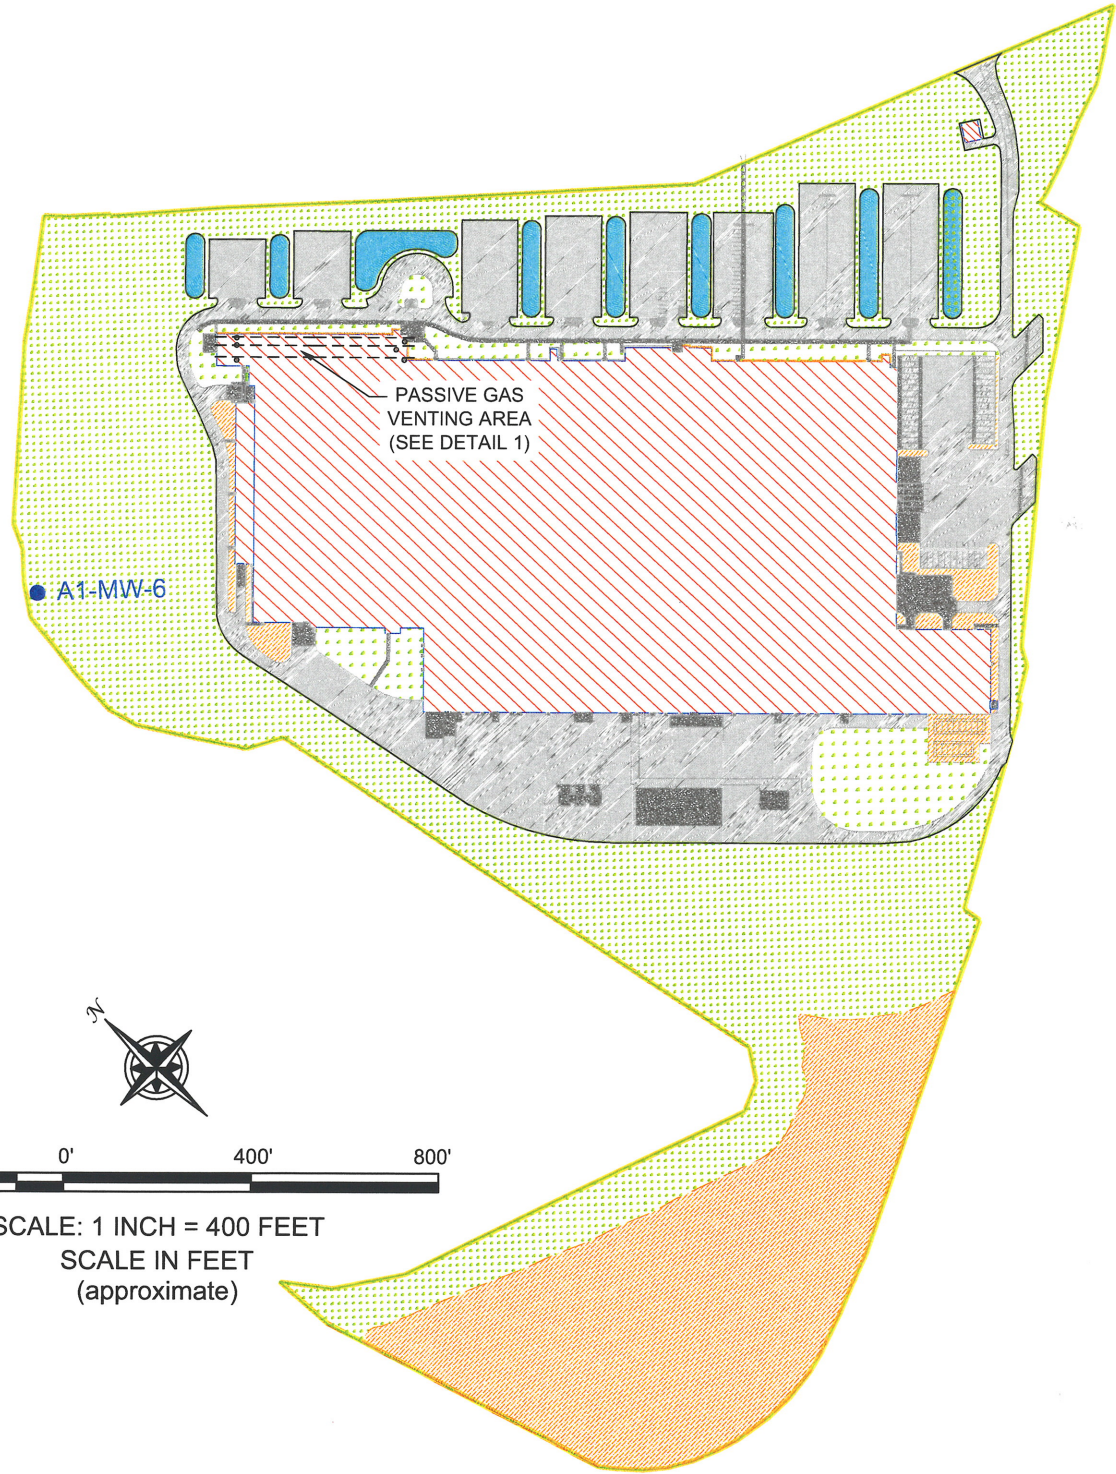 PASSIVE GAS
VENTING AREA
(SEE DETAIL 1)
A1-MW-6
N
0' 400' 800'
SCALE: 1 INCH = 400 FEET
SCALE IN FEET
(approximate)